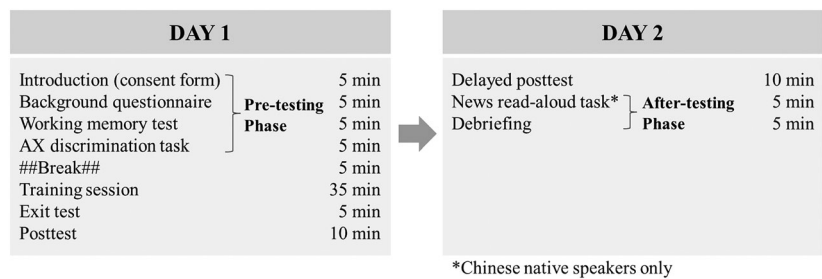 DAY 1
Introduction (consent form) 5 min
Background questionnaire 5 min
Working memory test 5 min
AX discrimination task 5 min
Pre-testing
Phase
##Break## 5 min
Training session 35 min
Exit test 5 min
Posttest 10 min
DAY 2
Delayed posttest 10 min
News read-aloud task* 5 min
Debriefing 5 min
After-testing
Phase
*Chinese native speakers only